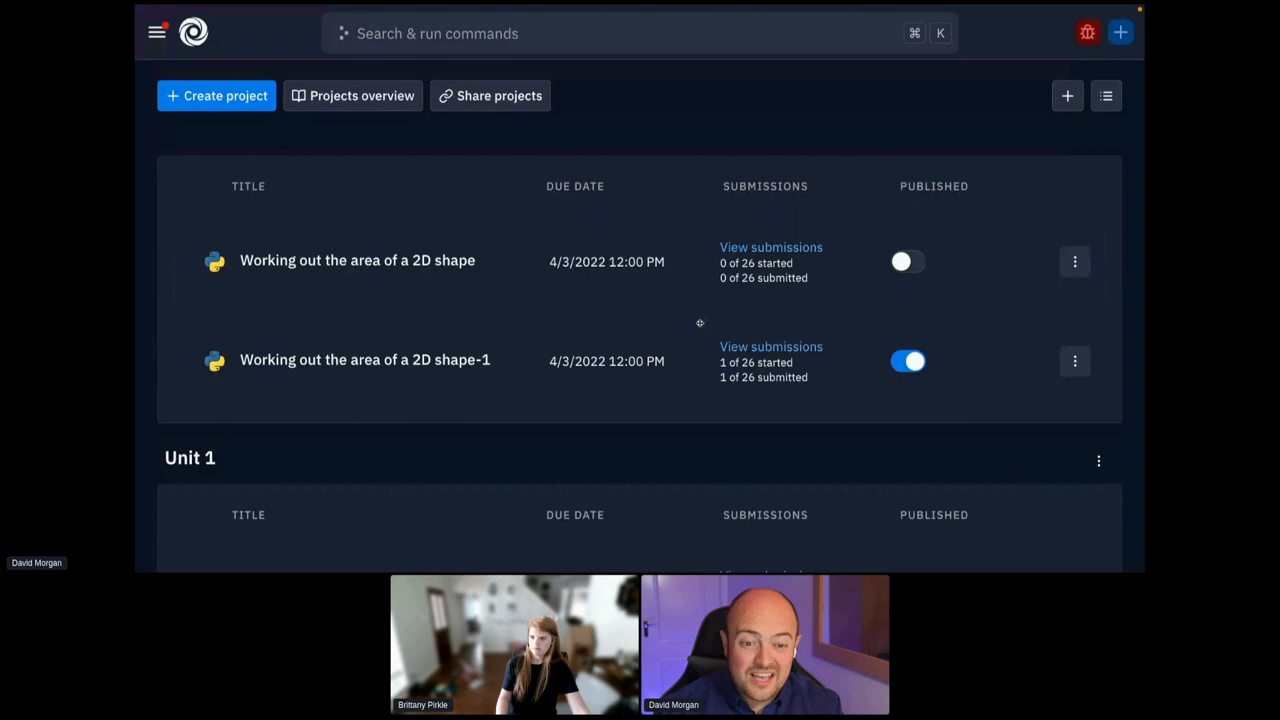 Search & run commands
⌘ K
+ Create project
Projects overview
Share projects
TITLE DUE DATE SUBMISSIONS PUBLISHED
Working out the area of a 2D shape
4/3/2022 12:00 PM
View submissions
0 of 26 started
0 of 26 submitted
Working out the area of a 2D shape-1
4/3/2022 12:00 PM
View submissions
1 of 26 started
1 of 26 submitted
Unit 1
TITLE DUE DATE SUBMISSIONS PUBLISHED
David Morgan
Brittany Pirkle
David Morgan